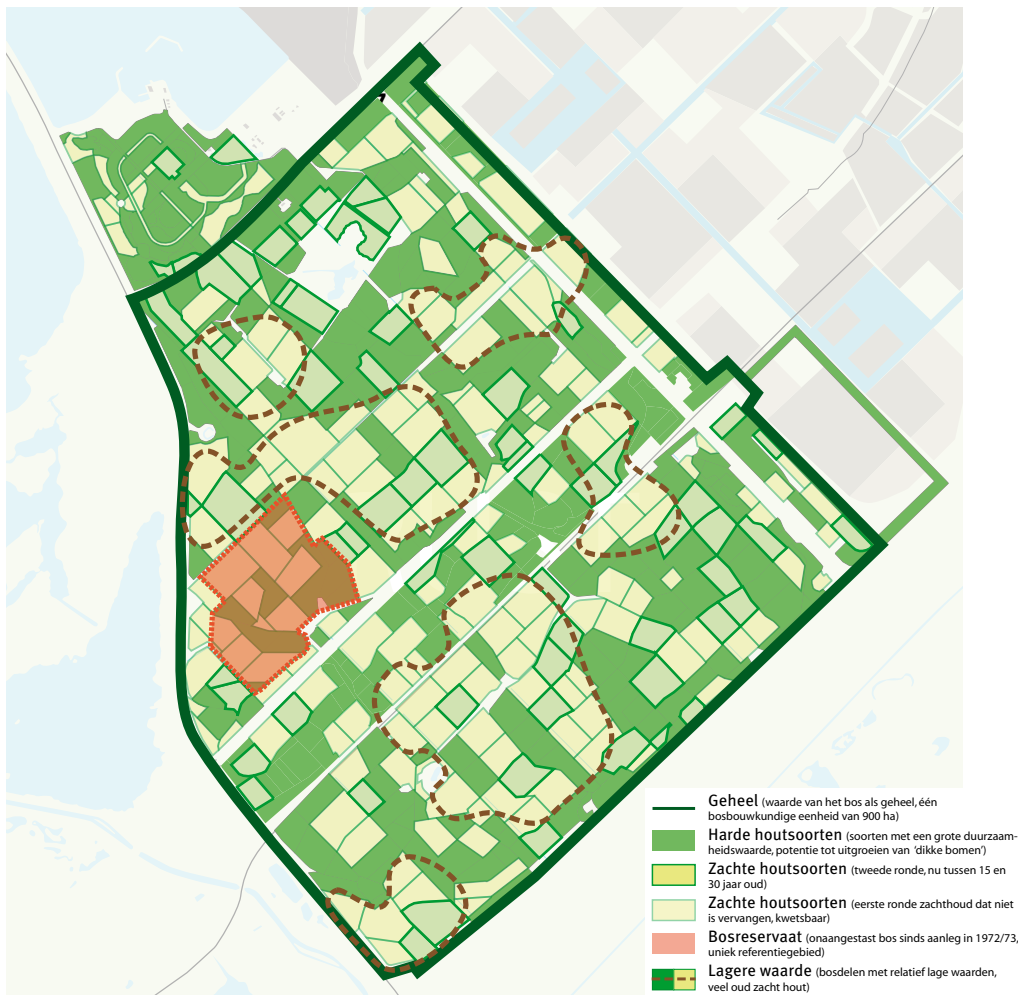 Geheel (waarde van het bos als geheel, één
bosbouwkundige eenheid van 900 ha)
Harde houtsoorten (soorten met een grote duurzaam-
heidswaarde, potentie tot uitgroeien van 'dikke bomen')
Zachte houtsoorten (tweede ronde, nu tussen 15 en
30 jaar oud)
Zachte houtsoorten (eerste ronde zachthoud dat niet
is vervangen, kwetsbaar)
Bosreservaat (onaangestast bos sinds aanleg in 1972/73,
uniek referentiegebied)
Lagere waarde (bosdelen met relatief lage waarden,
veel oud zacht hout)